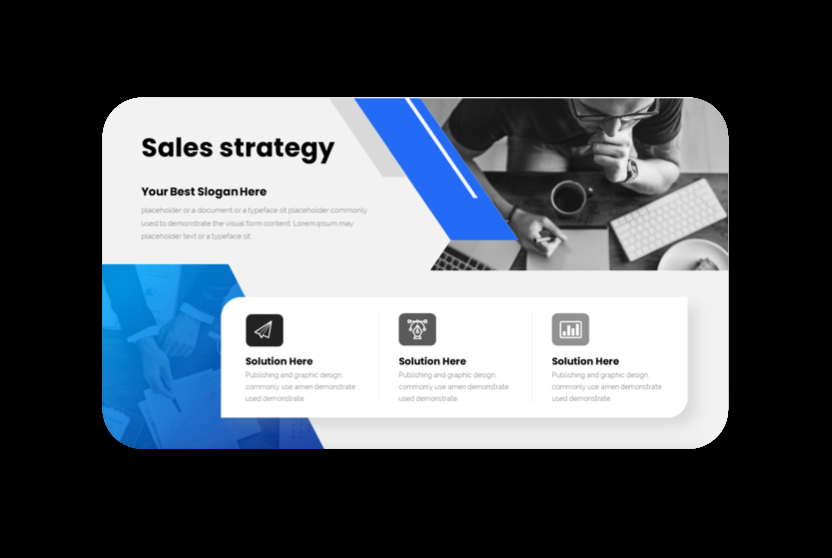 Sales strategy
Your Best Slogan Here
placeholder or a document or a typeface sit placeholder commonly
used to demonstrate the visual form content. Lorem ipsum may
placeholder text or a typeface sit.
Solution Here
Publishing and graphic design.
commonly use amen demonstrate
used demonstrate.
Solution Here
Publishing and graphic design.
commonly use amen demonstrate
used demonstrate.
Solution Here
Publishing and graphic design.
commonly use amen demonstrate
used demonstrate